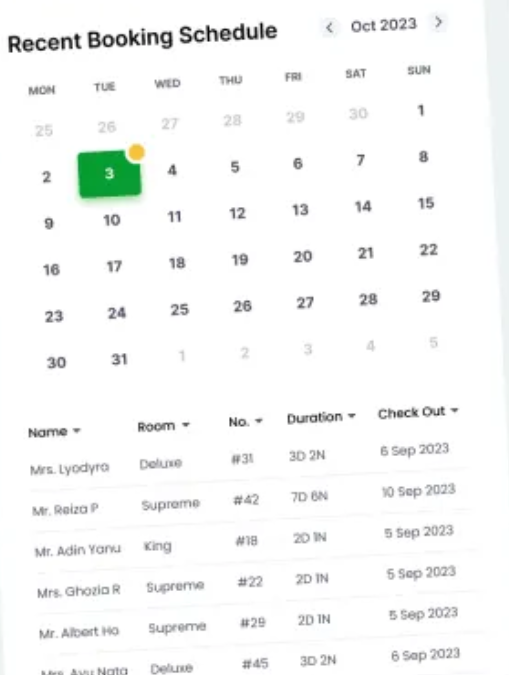 Recent Booking Schedule < Oct 2023 >
MON TUE WED THU FRI SAT SUN
25 26 27 28 29 30 1
2 3 4 5 6 7 8
9 10 11 12 13 14 15
16 17 18 19 20 21 22
23 24 25 26 27 28 29
30 31 1 2 3 4 5
Name Room No. Duration Check Out
Mrs. Lyodyra Deluxe #31 3D 2N 6 Sep 2023
Mr. Reiza P Supreme #42 7D 6N 10 Sep 2023
Mr. Adin Yanu King #18 2D 1N 5 Sep 2023
Mrs. Ghozia R Supreme #22 2D 1N 5 Sep 2023
Mr. Albert Ho Supreme #29 2D 1N 5 Sep 2023
Mrs. Ayu Nata Deluxe #45 3D 2N 6 Sep 2023